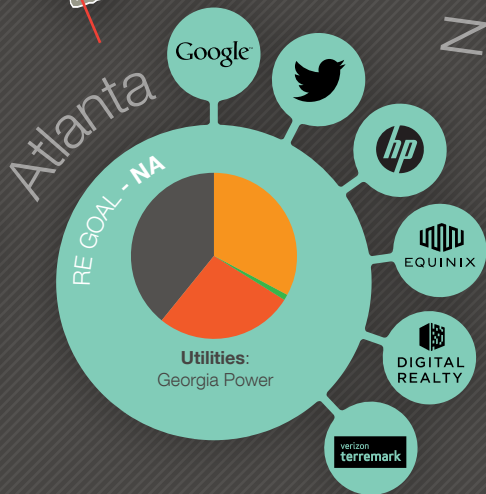 Atlanta
N
Google
hp
EQUINIX
DIGITAL
REALTY
verizon
terremark
RE GOAL - NA
Utilities:
Georgia Power